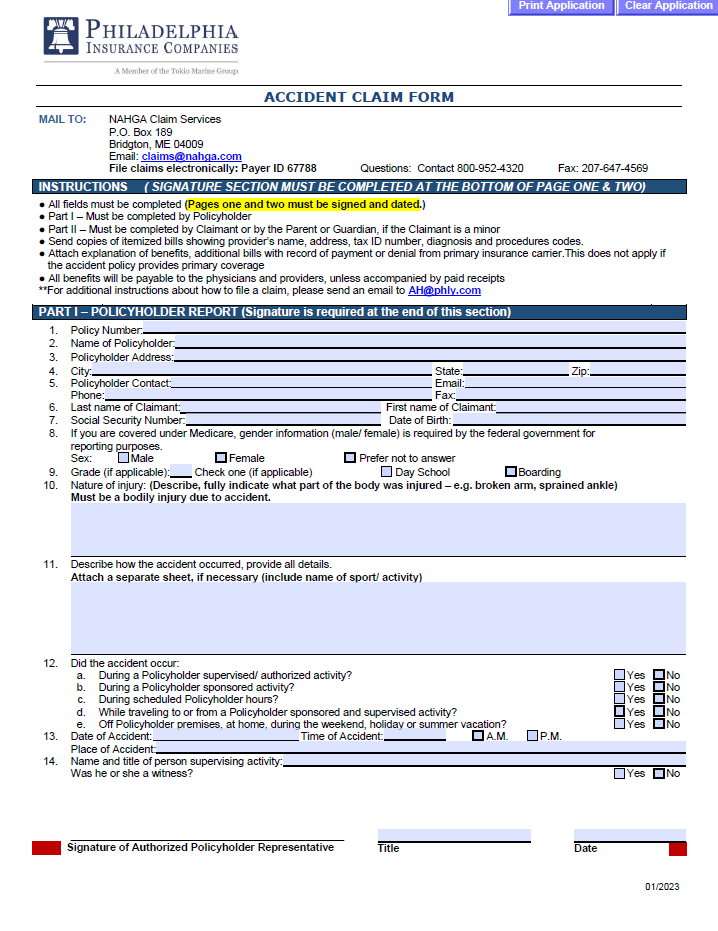 Print Application Clear Application
PHILADELPHIA
INSURANCE COMPANIES
A Member of the Tokio Marine Group
ACCIDENT CLAIM FORM
MAIL TO: NAHGA Claim Services
P.O. Box 189
Bridgton, ME 04009
Email: claims@nahga.com
File claims electronically: Payer ID 67788 Questions: Contact 800-952-4320 Fax: 207-647-4569
INSTRUCTIONS ( SIGNATURE SECTION MUST BE COMPLETED AT THE BOTTOM OF PAGE ONE & TWO)
● All fields must be completed (Pages one and two must be signed and dated.)
● Part I – Must be completed by Policyholder
● Part II – Must be completed by Claimant or by the Parent or Guardian, if the Claimant is a minor
● Send copies of itemized bills showing provider's name, address, tax ID number, diagnosis and procedures codes.
● Attach explanation of benefits, additional bills with record of payment or denial from primary insurance carrier.This does not apply if
the accident policy provides primary coverage
● All benefits will be payable to the physicians and providers, unless accompanied by paid receipts
**For additional instructions about how to file a claim, please send an email to AH@phly.com
PART I – POLICYHOLDER REPORT (Signature is required at the end of this section)
1. Policy Number:
2. Name of Policyholder:
3. Policyholder Address:
4. City: State: Zip:
5. Policyholder Contact: Email:
Phone: Fax:
6. Last name of Claimant: First name of Claimant:
7. Social Security Number: Date of Birth:
8. If you are covered under Medicare, gender information (male/ female) is required by the federal government for
reporting purposes.
Sex: Male Female Prefer not to answer
9. Grade (if applicable): Check one (if applicable) Day School Boarding
10. Nature of injury: (Describe, fully indicate what part of the body was injured – e.g. broken arm, sprained ankle)
Must be a bodily injury due to accident.
11. Describe how the accident occurred, provide all details.
Attach a separate sheet, if necessary (include name of sport/ activity)
12. Did the accident occur:
a. During a Policyholder supervised/ authorized activity? Yes No
b. During a Policyholder sponsored activity? Yes No
c. During scheduled Policyholder hours? Yes No
d. While traveling to or from a Policyholder sponsored and supervised activity? Yes No
e. Off Policyholder premises, at home, during the weekend, holiday or summer vacation? Yes No
13. Date of Accident: Time of Accident: A.M. P.M.
Place of Accident:
14. Name and title of person supervising activity:
Was he or she a witness? Yes No
Signature of Authorized Policyholder Representative Title Date
01/2023